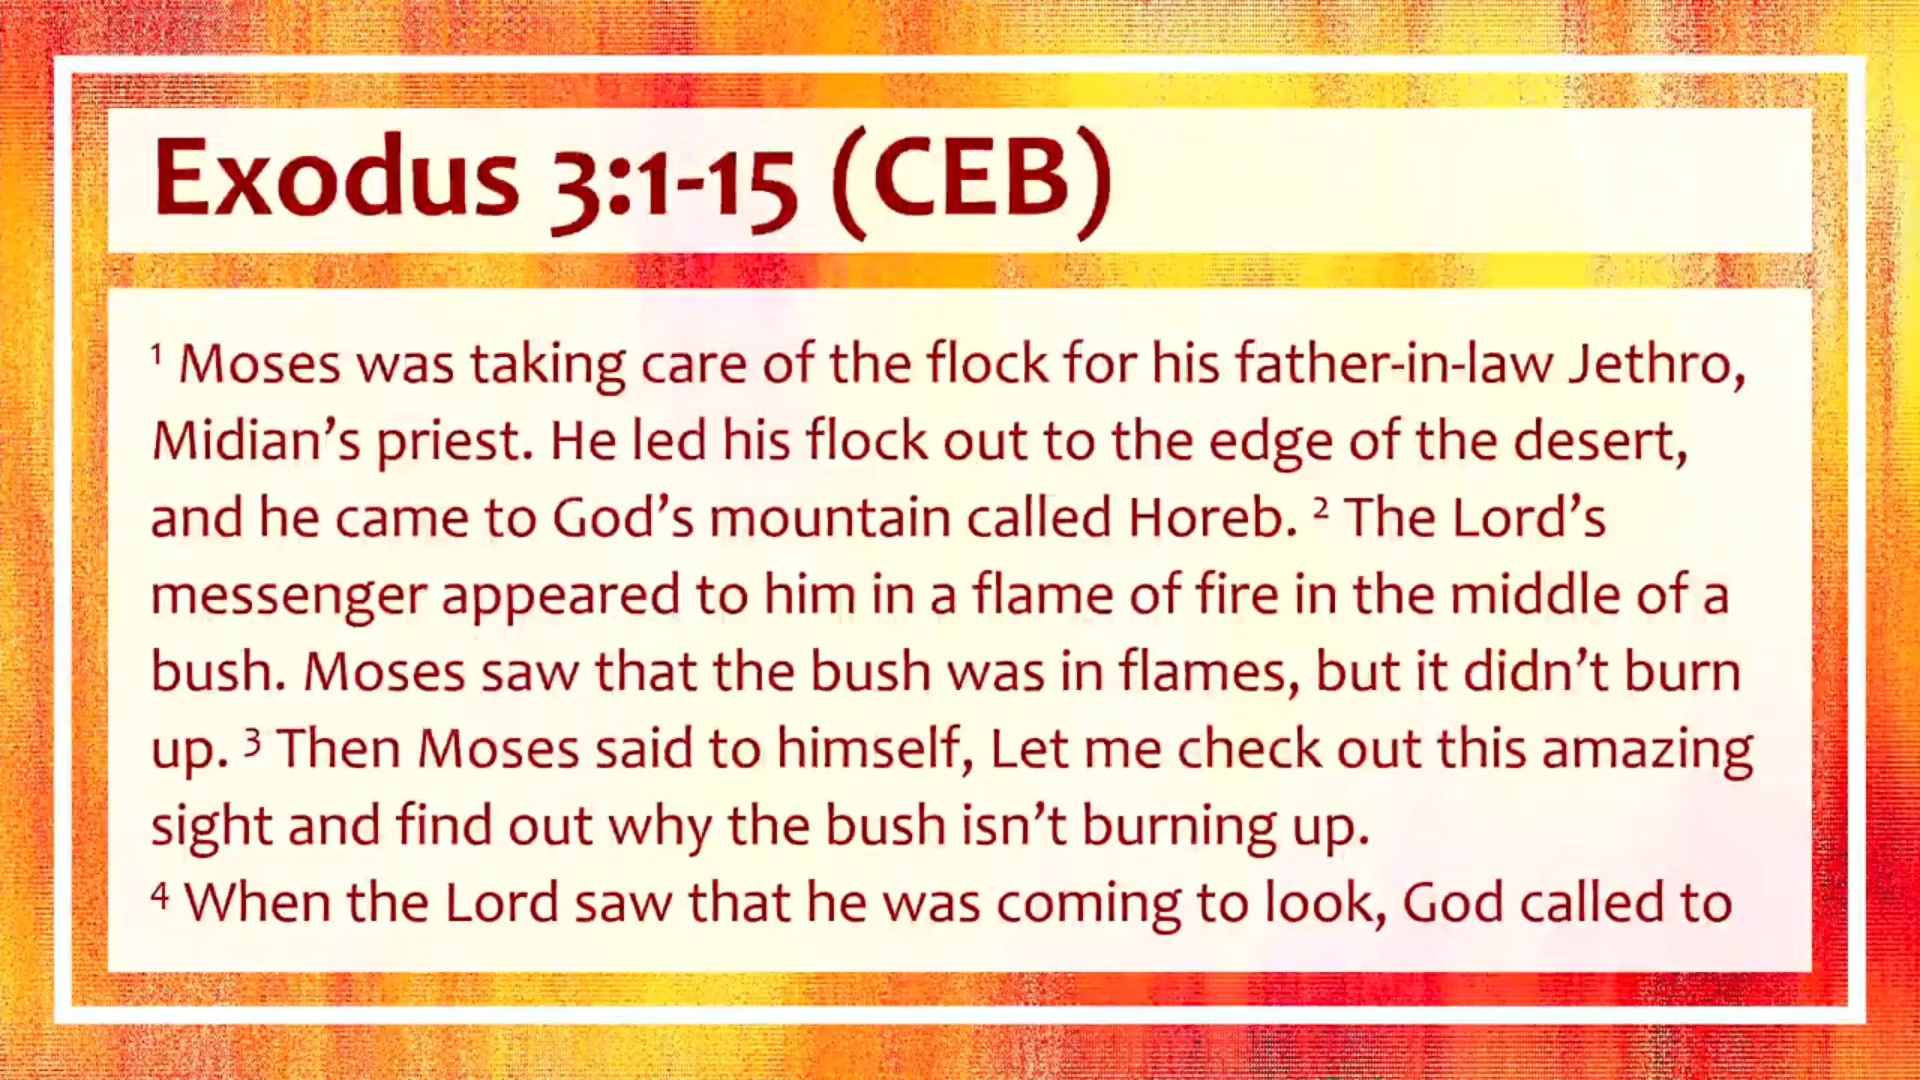 Exodus 3:1-15 (CEB)
¹ Moses was taking care of the flock for his father-in-law Jethro,
Midian’s priest. He led his flock out to the edge of the desert,
and he came to God’s mountain called Horeb. ² The Lord’s
messenger appeared to him in a flame of fire in the middle of a
bush. Moses saw that the bush was in flames, but it didn’t burn
up. ³ Then Moses said to himself, Let me check out this amazing
sight and find out why the bush isn’t burning up.
⁴ When the Lord saw that he was coming to look, God called to